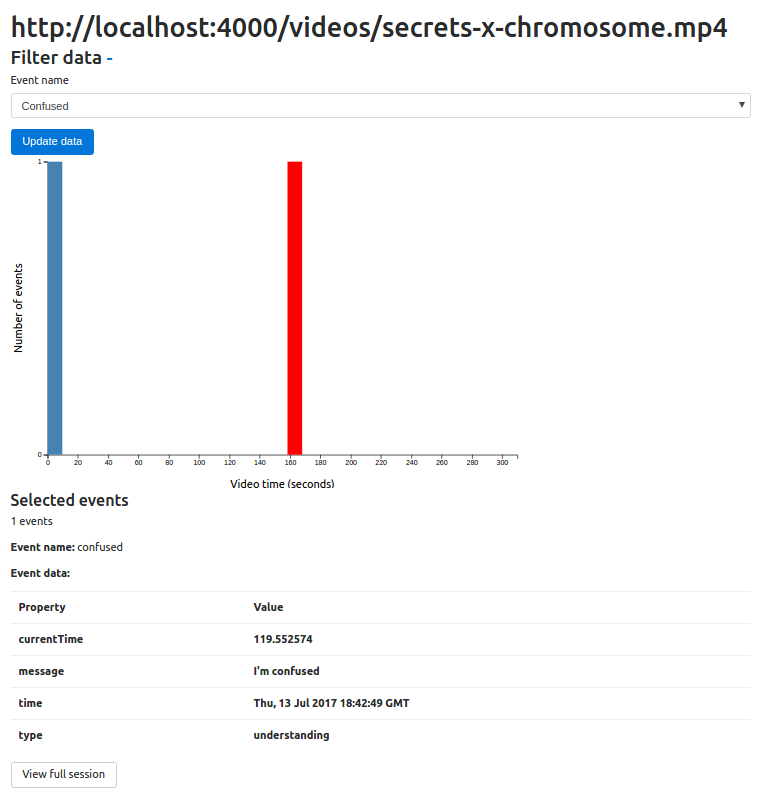 http://localhost:4000/videos/secrets-x-chromosome.mp4
Filter data -
Event name
Confused
Update data
1
Number of events
0
0 20 40 60 80 100 120 140 160 180 200 220 240 260 280 300
Video time (seconds)
Selected events
1 events
Event name: confused
Event data:
Property Value
currentTime 119.552574
message I'm confused
time Thu, 13 Jul 2017 18:42:49 GMT
type understanding
View full session